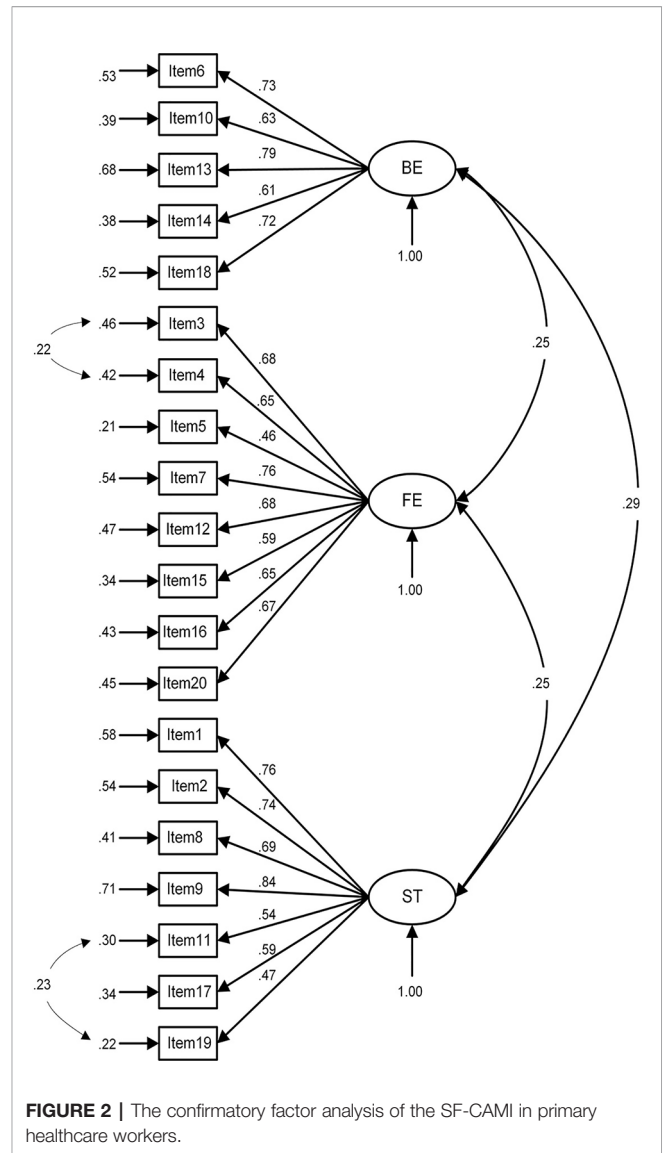 .53 Item6 .73
.39 Item10 .63
.68 Item13 .79 BE
.38 Item14 .61
.52 Item18 .72 1.00
.46 Item3
.22 .25
.42 Item4 .68
.65
.21 Item5 .46
.54 Item7 .76 FE
.47 Item12 .68 .29
.59
.34 Item15 .65 1.00
.43 Item16 .67
.45 Item20 .25
.58 Item1
.76
.54 Item2 .74
.41 Item8 .69
.71 Item9 .84 ST
.30 Item11 .54
.59
.23 .47
.34 Item17 1.00
.22 Item19
FIGURE 2 | The confirmatory factor analysis of the SF-CAMI in primary
healthcare workers.